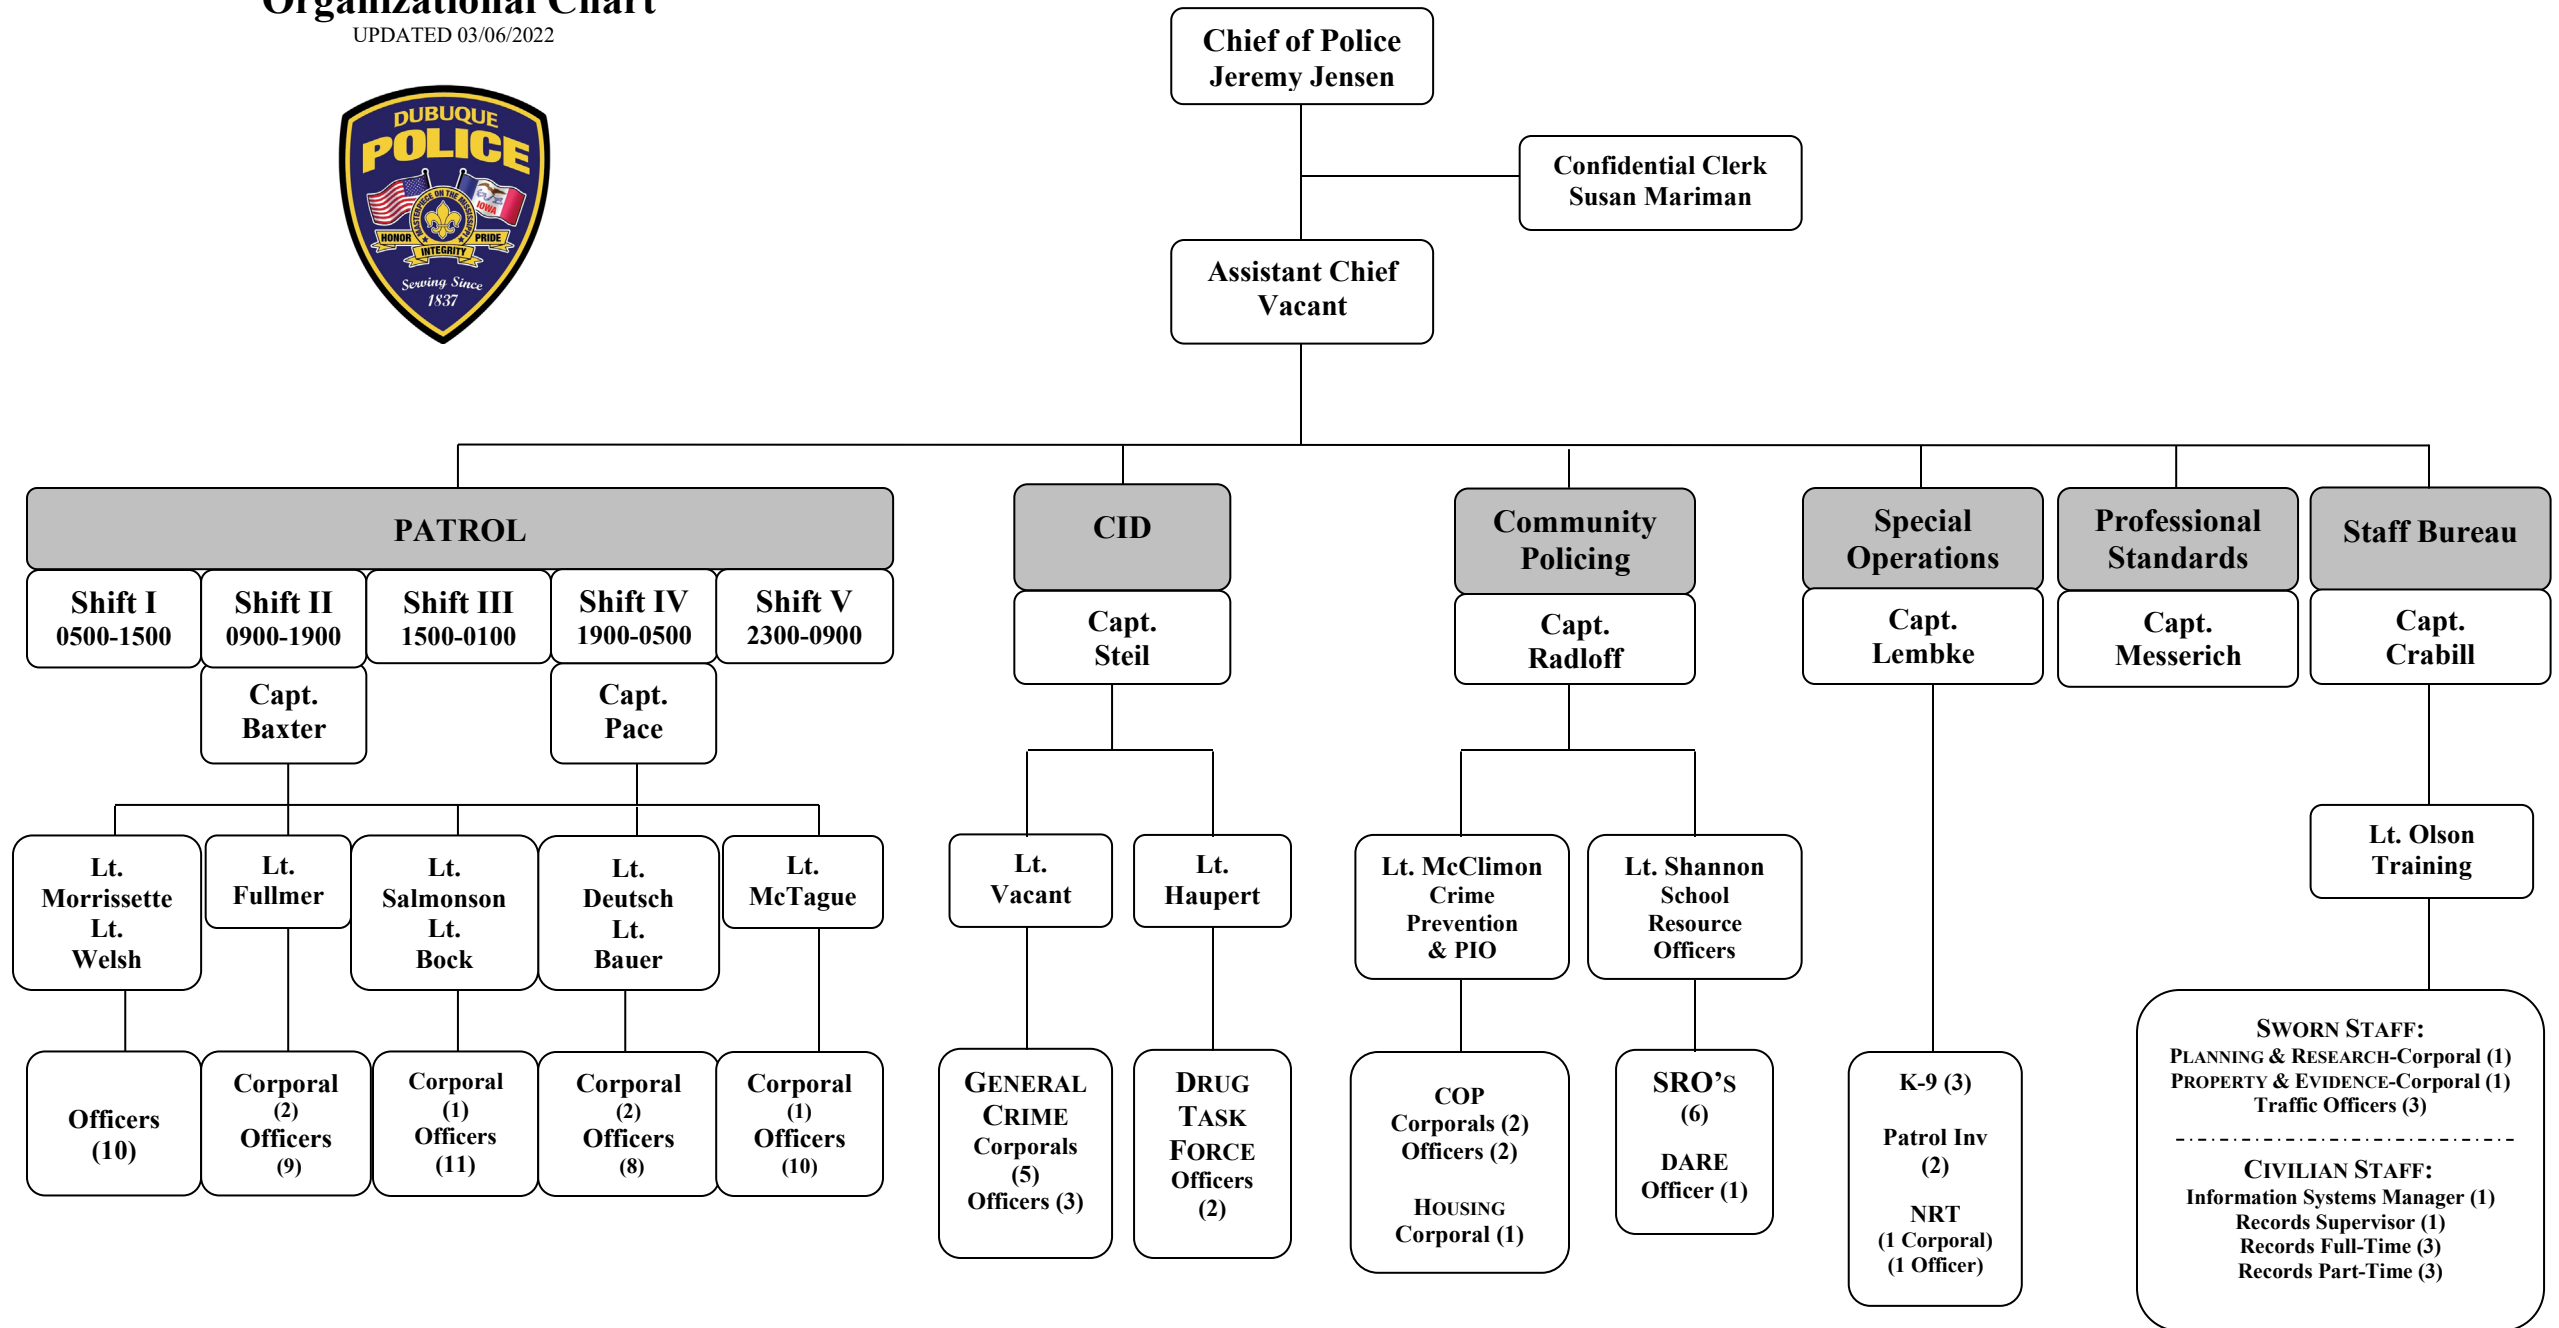 Organizational Chart
UPDATED 03/06/2022
DUBUQUE
POLICE
MASTERPIECE ON THE MISSISSIPPI
IOWA
HONOR
PRIDE
INTEGRITY
Serving Since
1837
Chief of Police
Jeremy Jensen
Confidential Clerk
Susan Mariman
Assistant Chief
Vacant
PATROL
Shift I
0500-1500
Shift II
0900-1900
Shift III
1500-0100
Shift IV
1900-0500
Shift V
2300-0900
Capt.
Baxter
Capt.
Pace
Lt.
Morrissette
Lt.
Welsh
Lt.
Fullmer
Lt.
Salmonson
Lt.
Bock
Lt.
Deutsch
Lt.
Bauer
Lt.
McTague
Officers
(10)
Corporal
(2)
Officers
(9)
Corporal
(1)
Officers
(11)
Corporal
(2)
Officers
(8)
Corporal
(1)
Officers
(10)
CID
Capt.
Steil
Lt.
Vacant
Lt.
Haupert
GENERAL
CRIME
Corporals
(5)
Officers (3)
DRUG
TASK
FORCE
Officers
(2)
Community
Policing
Capt.
Radloff
Lt. McClimon
Crime
Prevention
& PIO
Lt. Shannon
School
Resource
Officers
COP
Corporals (2)
Officers (2)
HOUSING
Corporal (1)
SRO'S
(6)
DARE
Officer (1)
Special
Operations
Capt.
Lembke
K-9 (3)
Patrol Inv
(2)
NRT
(1 Corporal)
(1 Officer)
Professional
Standards
Capt.
Messerich
Staff Bureau
Capt.
Crabill
Lt. Olson
Training
SWORN STAFF:
PLANNING & RESEARCH-Corporal (1)
PROPERTY & EVIDENCE-Corporal (1)
Traffic Officers (3)
CIVILIAN STAFF:
Information Systems Manager (1)
Records Supervisor (1)
Records Full-Time (3)
Records Part-Time (3)